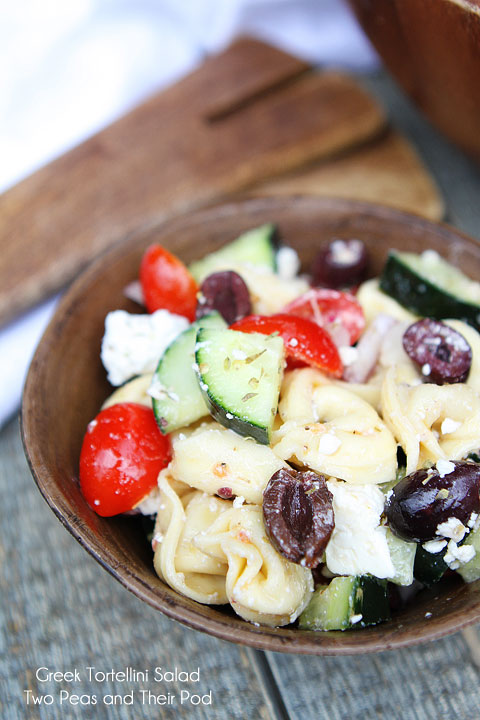 Greek Tortellini Salad
Two Peas and Their Pod